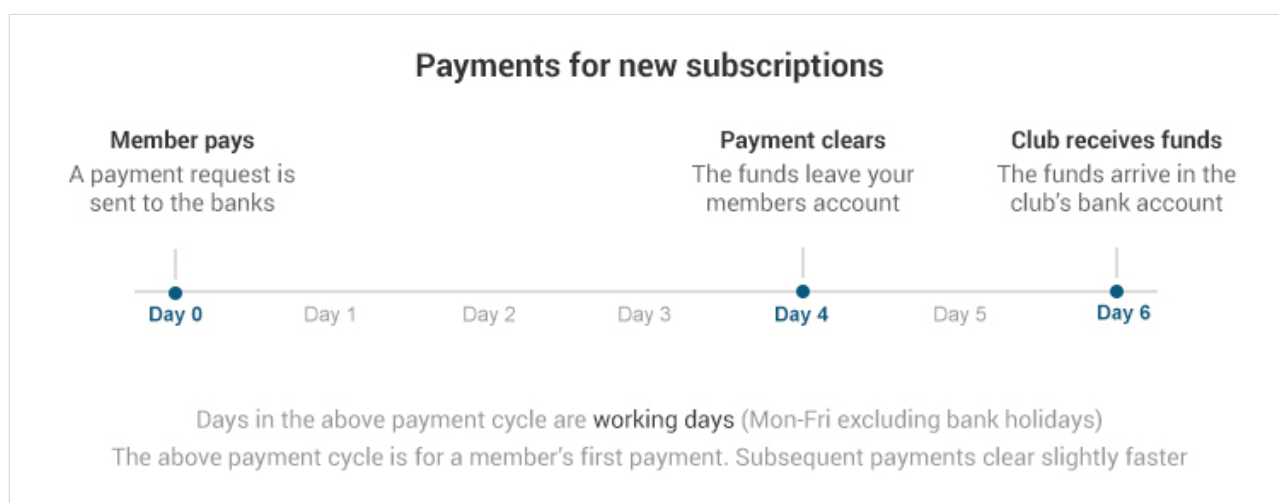 Payments for new subscriptions
Member pays
A payment request is
sent to the banks
Payment clears
The funds leave your
members account
Club receives funds
The funds arrive in the
club's bank account
Day 0 Day 1 Day 2 Day 3 Day 4 Day 5 Day 6
Days in the above payment cycle are working days (Mon-Fri excluding bank holidays)
The above payment cycle is for a member's first payment. Subsequent payments clear slightly faster